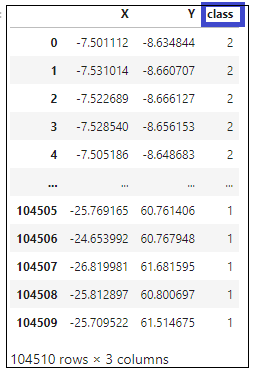 X Y class
0 -7.501112 -8.634844 2
1 -7.531014 -8.660707 2
2 -7.522689 -8.666127 2
3 -7.528540 -8.656153 2
4 -7.505186 -8.648683 2
... ... ... ...
104505 -25.769165 60.761406 1
104506 -24.653992 60.767948 1
104507 -26.819981 61.681595 1
104508 -25.812897 60.800697 1
104509 -25.709522 61.514675 1
104510 rows × 3 columns